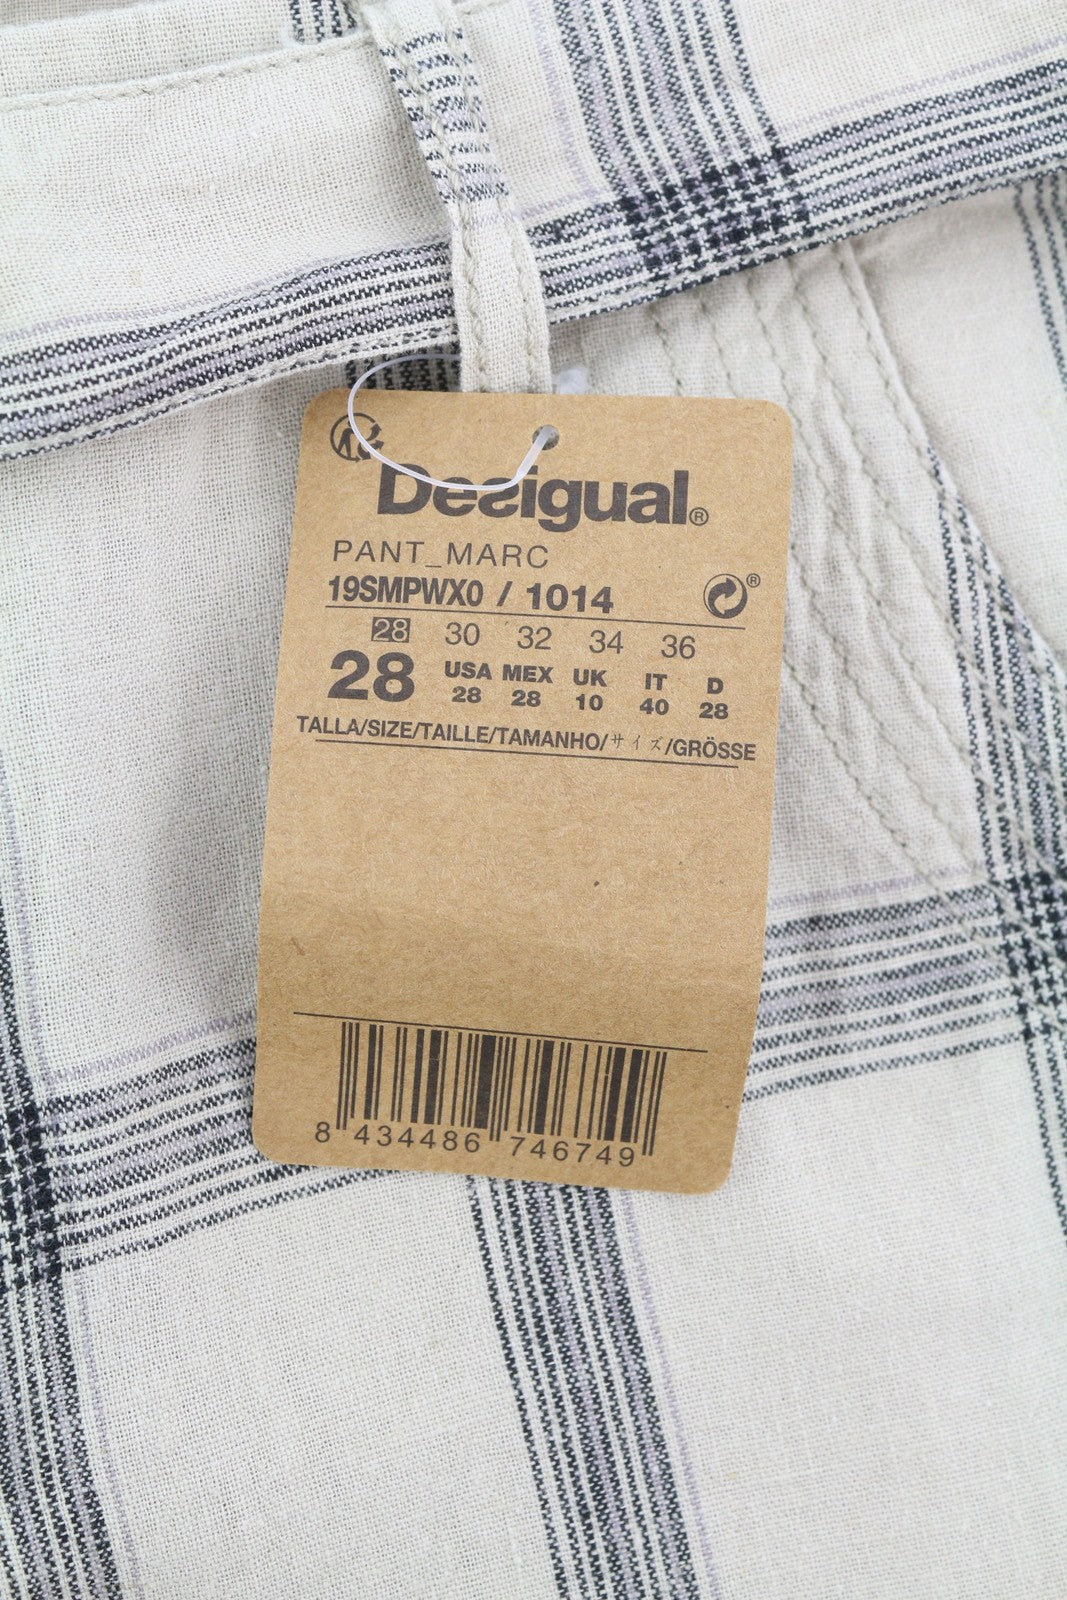 Desigual®
PANT_MARC
19SMPWX0 / 1014 ®
28 30 32 34 36
28 USA MEX UK IT D
28 28 10 40 28
TALLA/SIZE/TAILLE/TAMANHO/サイズ/GRÖSSE
8 434486 746749